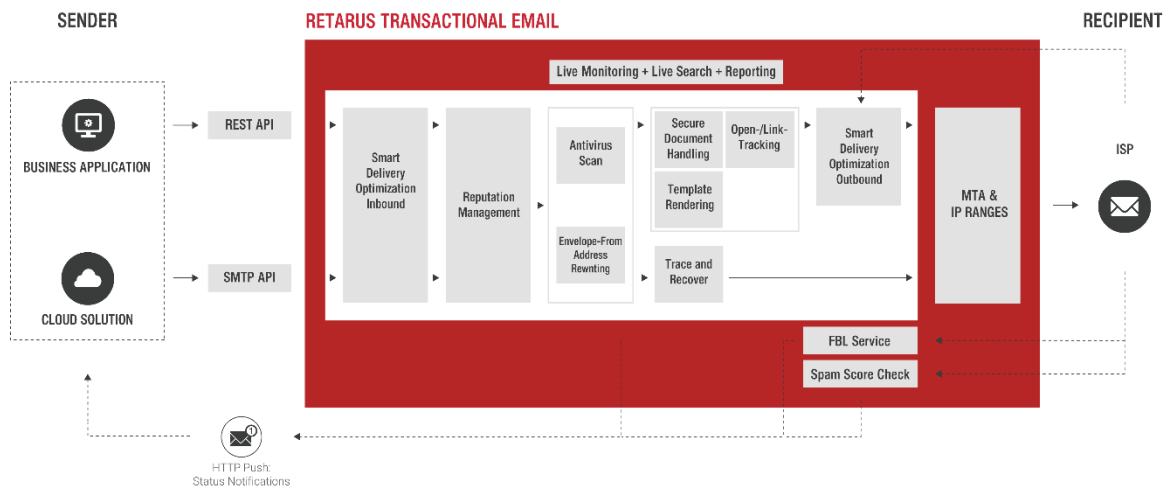 SENDER
RETARUS TRANSACTIONAL EMAIL
RECIPIENT
Live Monitoring + Live Search + Reporting
BUSINESS APPLICATION
REST API
Smart
Delivery
Optimization
Inbound
Reputation
Management
Antivirus
Scan
Secure
Document
Handling
Open-/Link-
Tracking
Template
Rendering
Smart
Delivery
Optimization
Outbound
MTA &
IP RANGES
ISP
CLOUD SOLUTION
SMTP API
Envelope-From
Address
Rewnting
Trace and
Recover
FBL Service
Spam Score Check
1
HTTP Push:
Status Notifications